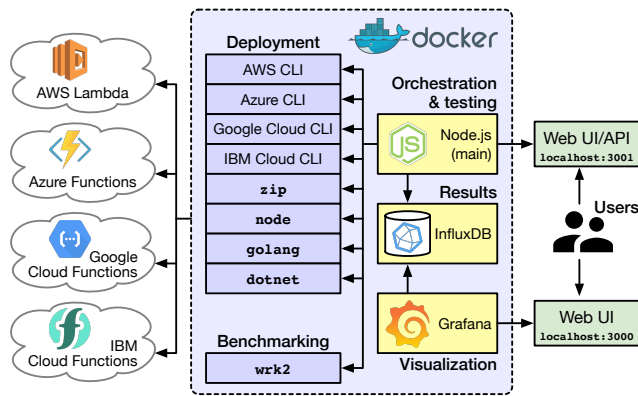 docker
Deployment
AWS CLI
Azure CLI
Google Cloud CLI
IBM Cloud CLI
zip
node
golang
dotnet
Benchmarking
wrk2
AWS Lambda
Azure Functions
Google
Cloud Functions
IBM
Cloud Functions
Orchestration
& testing
JS
Node.js
(main)
Results
InfluxDB
Grafana
Visualization
Web UI/API
localhost:3001
Users
Web UI
localhost:3000